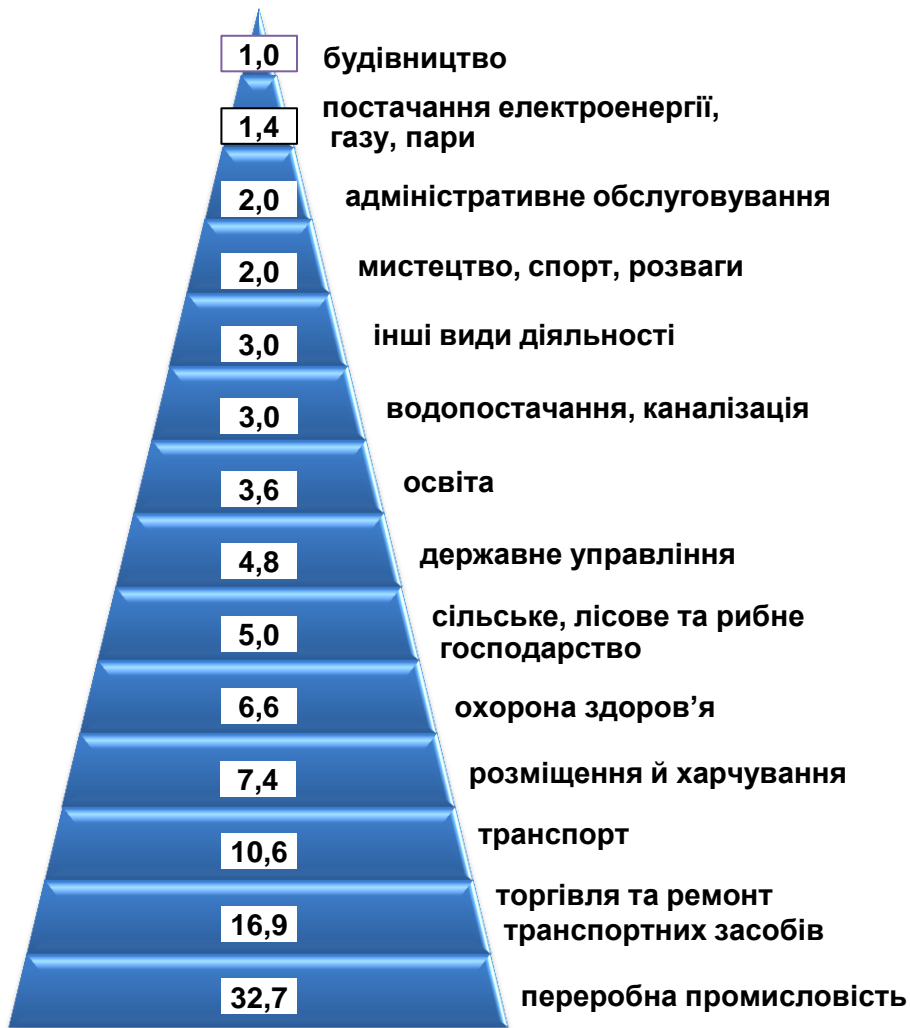 1,0 будівництво
1,4 постачання електроенергії,
газу, пари
2,0 адміністративне обслуговування
2,0 мистецтво, спорт, розваги
3,0 інші види діяльності
3,0 водопостачання, каналізація
3,6 освіта
4,8 державне управління
5,0 сільське, лісове та рибне
господарство
6,6 охорона здоров’я
7,4 розміщення й харчування
10,6 транспорт
16,9 торгівля та ремонт
транспортних засобів
32,7 переробна промисловість